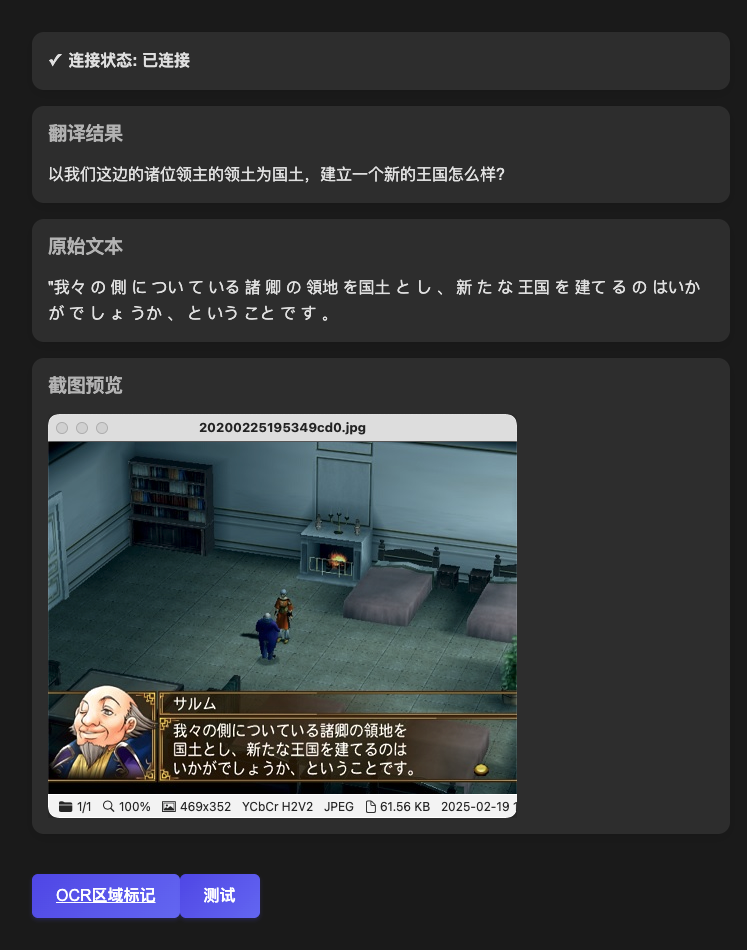 ✓ 连接状态: 已连接
翻译结果
以我们这边的诸位领主的领土为国土，建立一个新的王国怎么样?
原始文本
"我々 の 側 に つい て いる 諸 卿 の 領地 を国土 と し 、 新 た な 王国 を 建て る の はいか
が で し ょ うか 、 と いう こと で す 。
截图预览
20200225195349cd0.jpg
サルム
我々の側についている諸卿の領地を
国土とし、新たな王国を建てるのは
いかがでしょうか、ということです。
1/1 100% 469x352 YCbCr H2V2 JPEG 61.56 KB 2025-02-19
OCR区域标记 测试